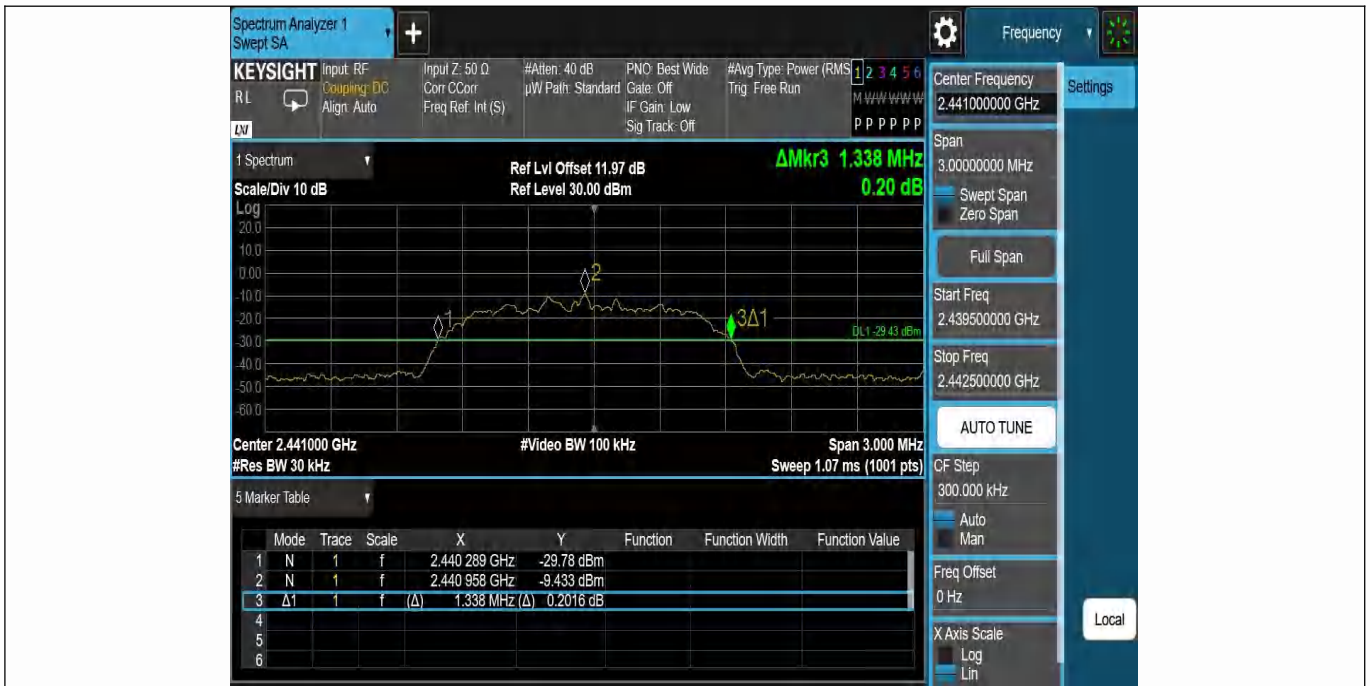 Spectrum Analyzer 1
Swept SA
+
Frequency
KEYSIGHT
RL
LXI
Input: RF
Coupling: DC
Align: Auto
Input Z: 50 Ω
Corr CCorr
Freq Ref: Int (S)
#Atten: 40 dB
µW Path: Standard
PNO: Best Wide
Gate: Off
IF Gain: Low
Sig Track: Off
#Avg Type: Power (RMS
Trig: Free Run
1 2 3 4 5 6
M W W W W W
P P P P P P
1 Spectrum
Scale/Div 10 dB
Ref Lvl Offset 11.97 dB
Ref Level 30.00 dBm
ΔMkr3 1.338 MHz
0.20 dB
Log
20.0
10.0
0.00
-10.0
-20.0
-30.0
-40.0
-50.0
-60.0
1
2
3Δ1
DL1 -29.43 dBm
Center 2.441000 GHz
#Video BW 100 kHz
Span 3.000 MHz
#Res BW 30 kHz
Sweep 1.07 ms (1001 pts)
5 Marker Table
Mode Trace Scale X Y Function Function Width Function Value
1 N 1 f 2.440 289 GHz -29.78 dBm
2 N 1 f 2.440 958 GHz -9.433 dBm
3 Δ1 1 f (Δ) 1.338 MHz (Δ) 0.2016 dB
4
5
6
Center Frequency
2.441000000 GHz
Settings
Span
3.00000000 MHz
Swept Span
Zero Span
Full Span
Start Freq
2.439500000 GHz
Stop Freq
2.442500000 GHz
AUTO TUNE
CF Step
300.000 kHz
Auto
Man
Freq Offset
0 Hz
X Axis Scale
Log
Lin
Local